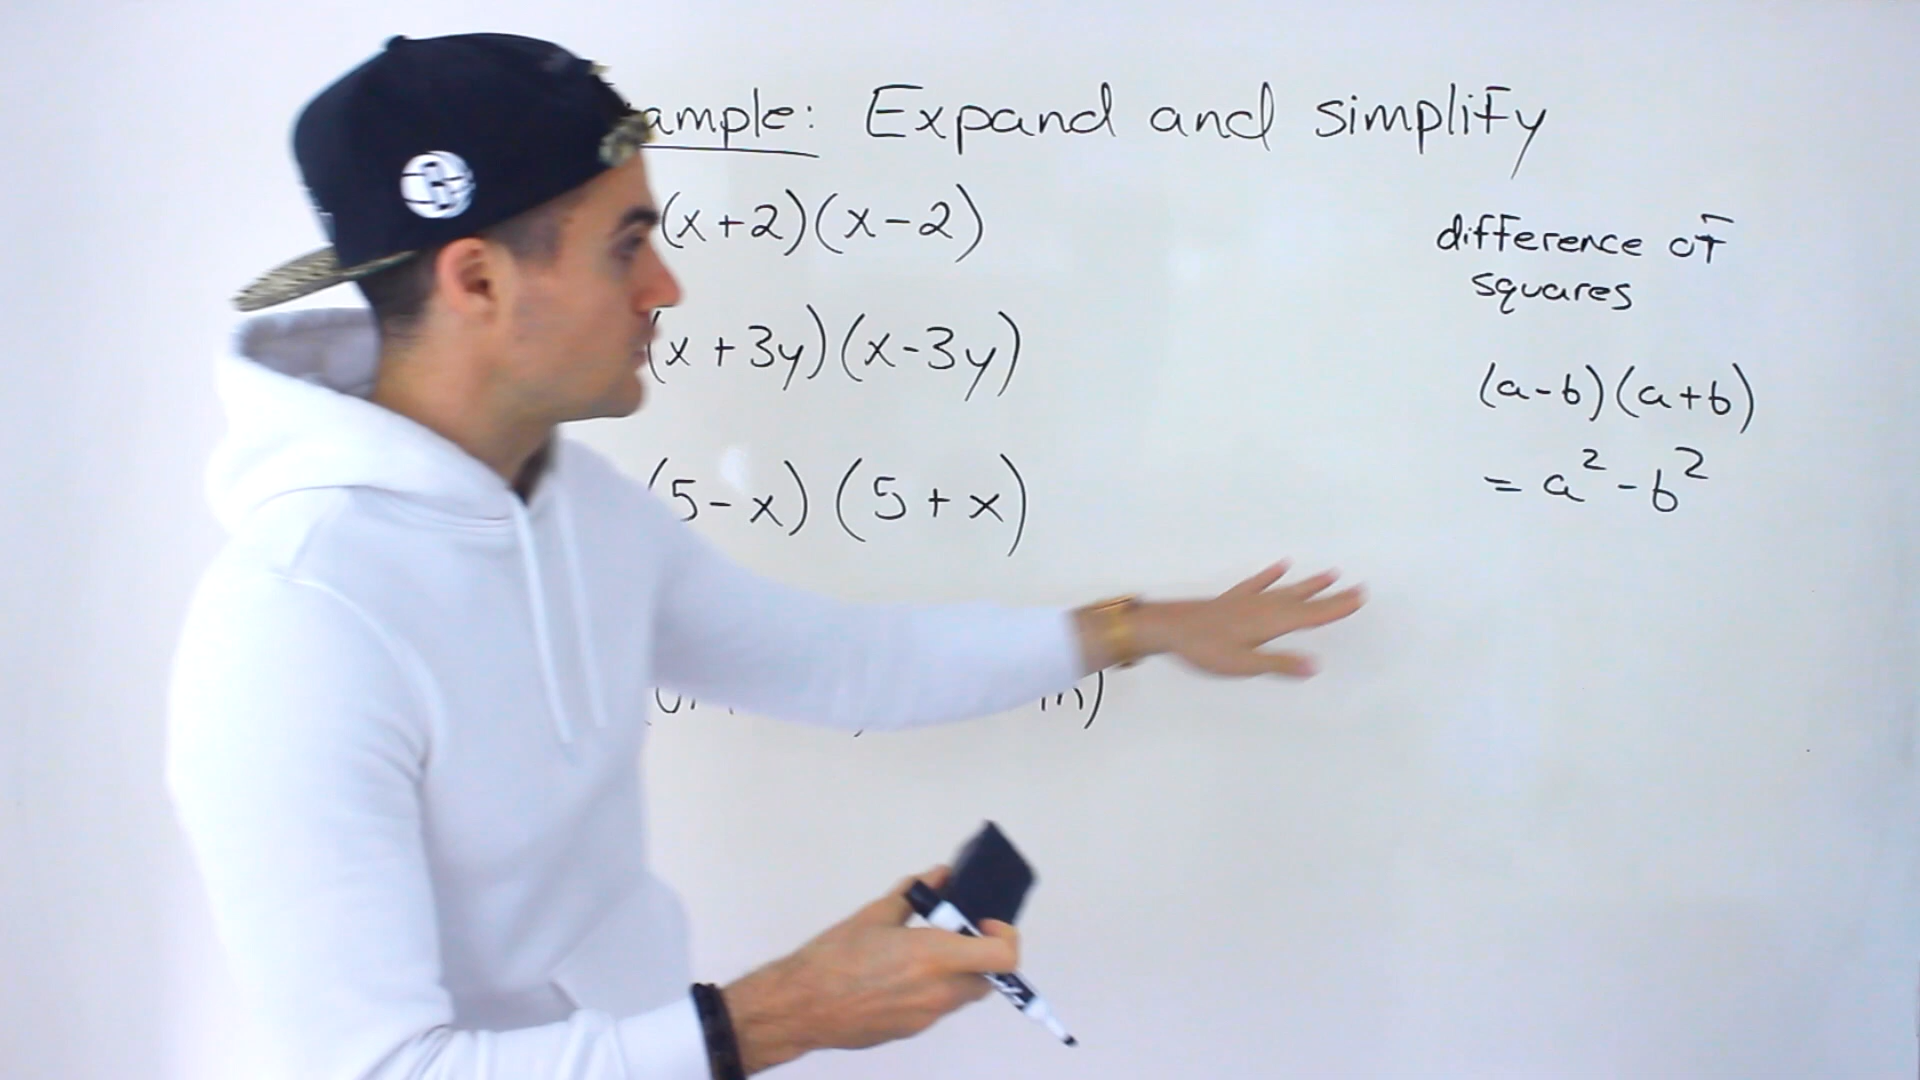 ample: Expand and simplify
(x+2)(x-2)
(x+3y)(x-3y)
(5-x)(5+x)
difference of
squares
(a-b)(a+b)
= a²-b²